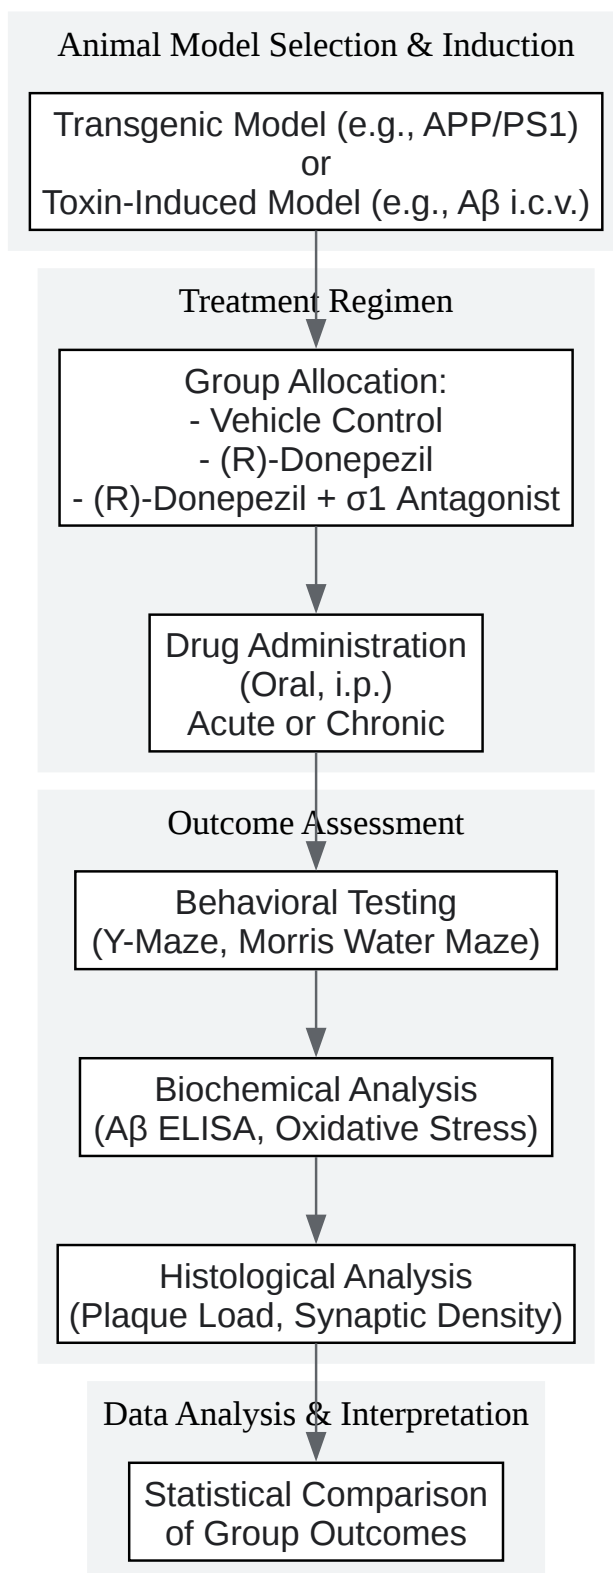 Animal Model Selection & Induction
Transgenic Model (e.g., APP/PS1)
or
Toxin-Induced Model (e.g., Aβ i.c.v.)
Treatment Regimen
Group Allocation:
- Vehicle Control
- (R)-Donepezil
- (R)-Donepezil + σ1 Antagonist
Drug Administration
(Oral, i.p.)
Acute or Chronic
Outcome Assessment
Behavioral Testing
(Y-Maze, Morris Water Maze)
Biochemical Analysis
(Aβ ELISA, Oxidative Stress)
Histological Analysis
(Plaque Load, Synaptic Density)
Data Analysis & Interpretation
Statistical Comparison
of Group Outcomes